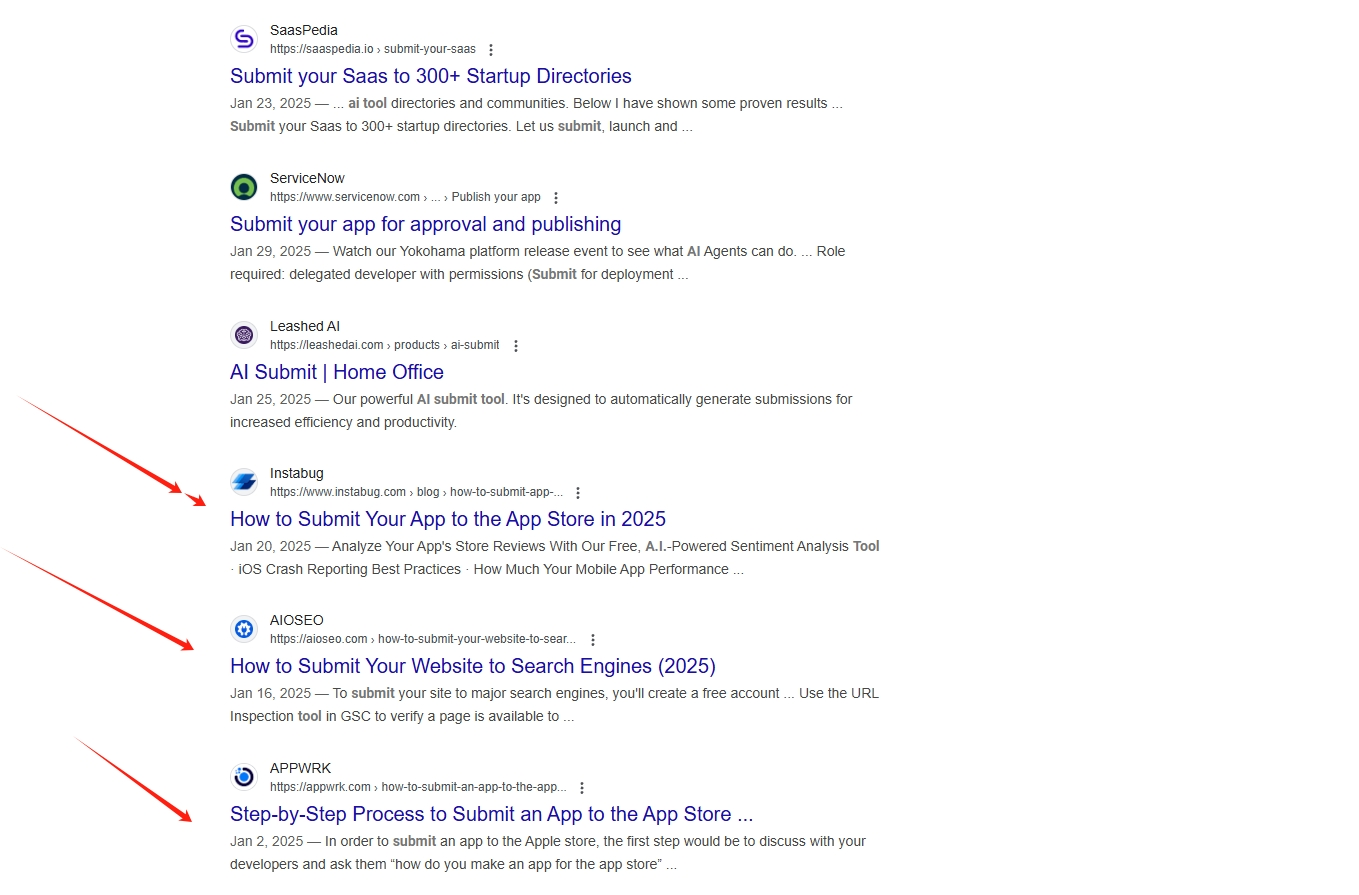 SaasPedia
https://saaspedia.io › submit-your-saas
Submit your Saas to 300+ Startup Directories
Jan 23, 2025 — ... ai tool directories and communities. Below I have shown some proven results ...
Submit your Saas to 300+ startup directories. Let us submit, launch and ...
ServiceNow
https://www.servicenow.com › ... › Publish your app
Submit your app for approval and publishing
Jan 29, 2025 — Watch our Yokohama platform release event to see what AI Agents can do. ... Role
required: delegated developer with permissions (Submit for deployment ...
Leashed AI
https://leashedai.com › products › ai-submit
AI Submit | Home Office
Jan 25, 2025 — Our powerful AI submit tool. It's designed to automatically generate submissions for
increased efficiency and productivity.
Instabug
https://www.instabug.com › blog › how-to-submit-app-...
How to Submit Your App to the App Store in 2025
Jan 20, 2025 — Analyze Your App's Store Reviews With Our Free, A.I.-Powered Sentiment Analysis Tool
· iOS Crash Reporting Best Practices · How Much Your Mobile App Performance ...
AIOSEO
https://aioseo.com › how-to-submit-your-website-to-sear...
How to Submit Your Website to Search Engines (2025)
Jan 16, 2025 — To submit your site to major search engines, you'll create a free account ... Use the URL
Inspection tool in GSC to verify a page is available to ...
APPWRK
https://appwrk.com › how-to-submit-an-app-to-the-app...
Step-by-Step Process to Submit an App to the App Store ...
Jan 2, 2025 — In order to submit an app to the Apple store, the first step would be to discuss with your
developers and ask them “how do you make an app for the app store” ...